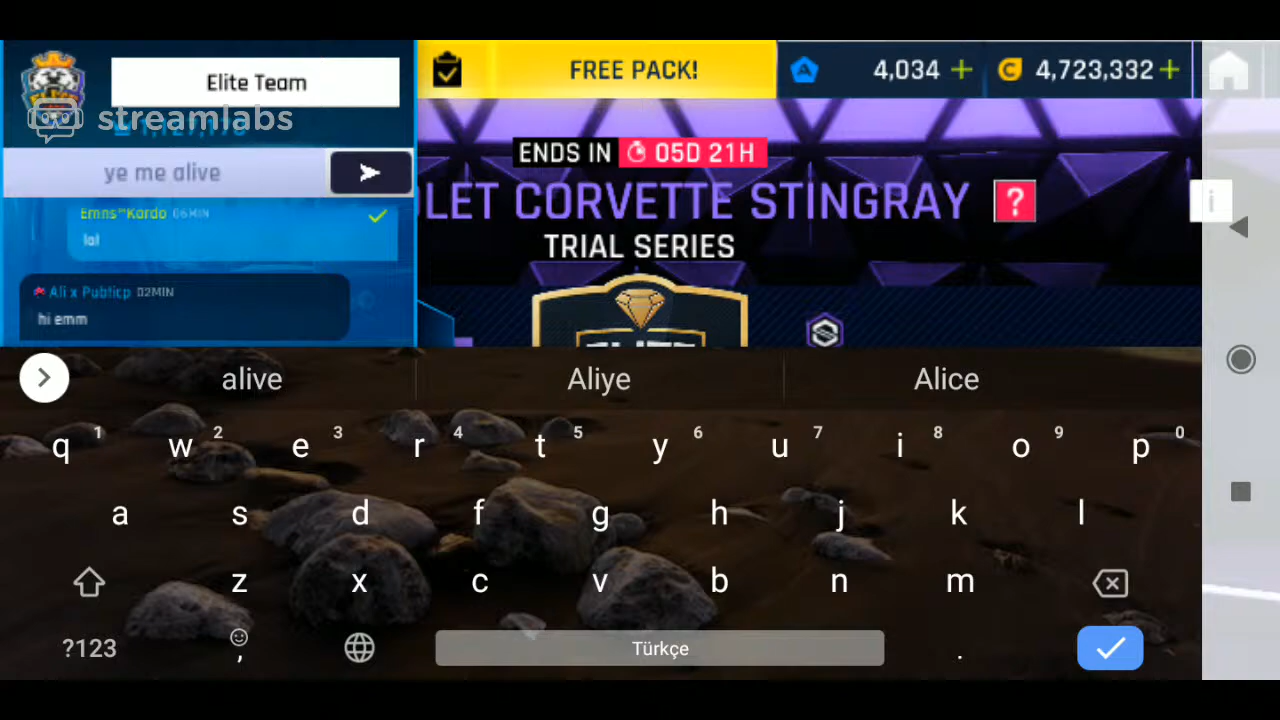 Elite Team
streamlabs
ye me alive
Emns™Kardo 06MIN
lol
Ali x Publicp 02MIN
hi emm
FREE PACK!
4,034 +
4,723,332 +
ENDS IN 05D 21H
LET CORVETTE STINGRAY ?
i
TRIAL SERIES
alive Aliye Alice
q 1 w 2 e 3 r 4 t 5 y 6 u 7 i 8 o 9 p 0
a s d f g h j k l
z x c v b n m
?123 , Türkçe .